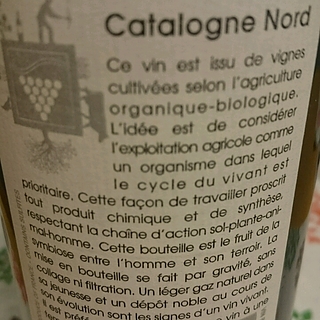 Catalogne Nord
Ce vin est issu de vignes
cultivées selon l'agriculture
organique-biologique.
L'idée est de considérer
l'exploitation agricole comme
un organisme dans lequel
le cycle du vivant est
prioritaire. Cette façon de travailler proscrit
tout produit chimique et de synthèse,
respectant la chaîne d'action sol-plante-ani-
mal-homme. Cette bouteille est le fruit de la
symbiose entre l'homme et son terroir. La
mise en bouteille se fait par gravité, sans
collage ni filtration. Un léger gaz naturel dans
sa jeunesse et un dépôt noble au cours de
son évolution sont les signes d'un vin vivant.
vin à une